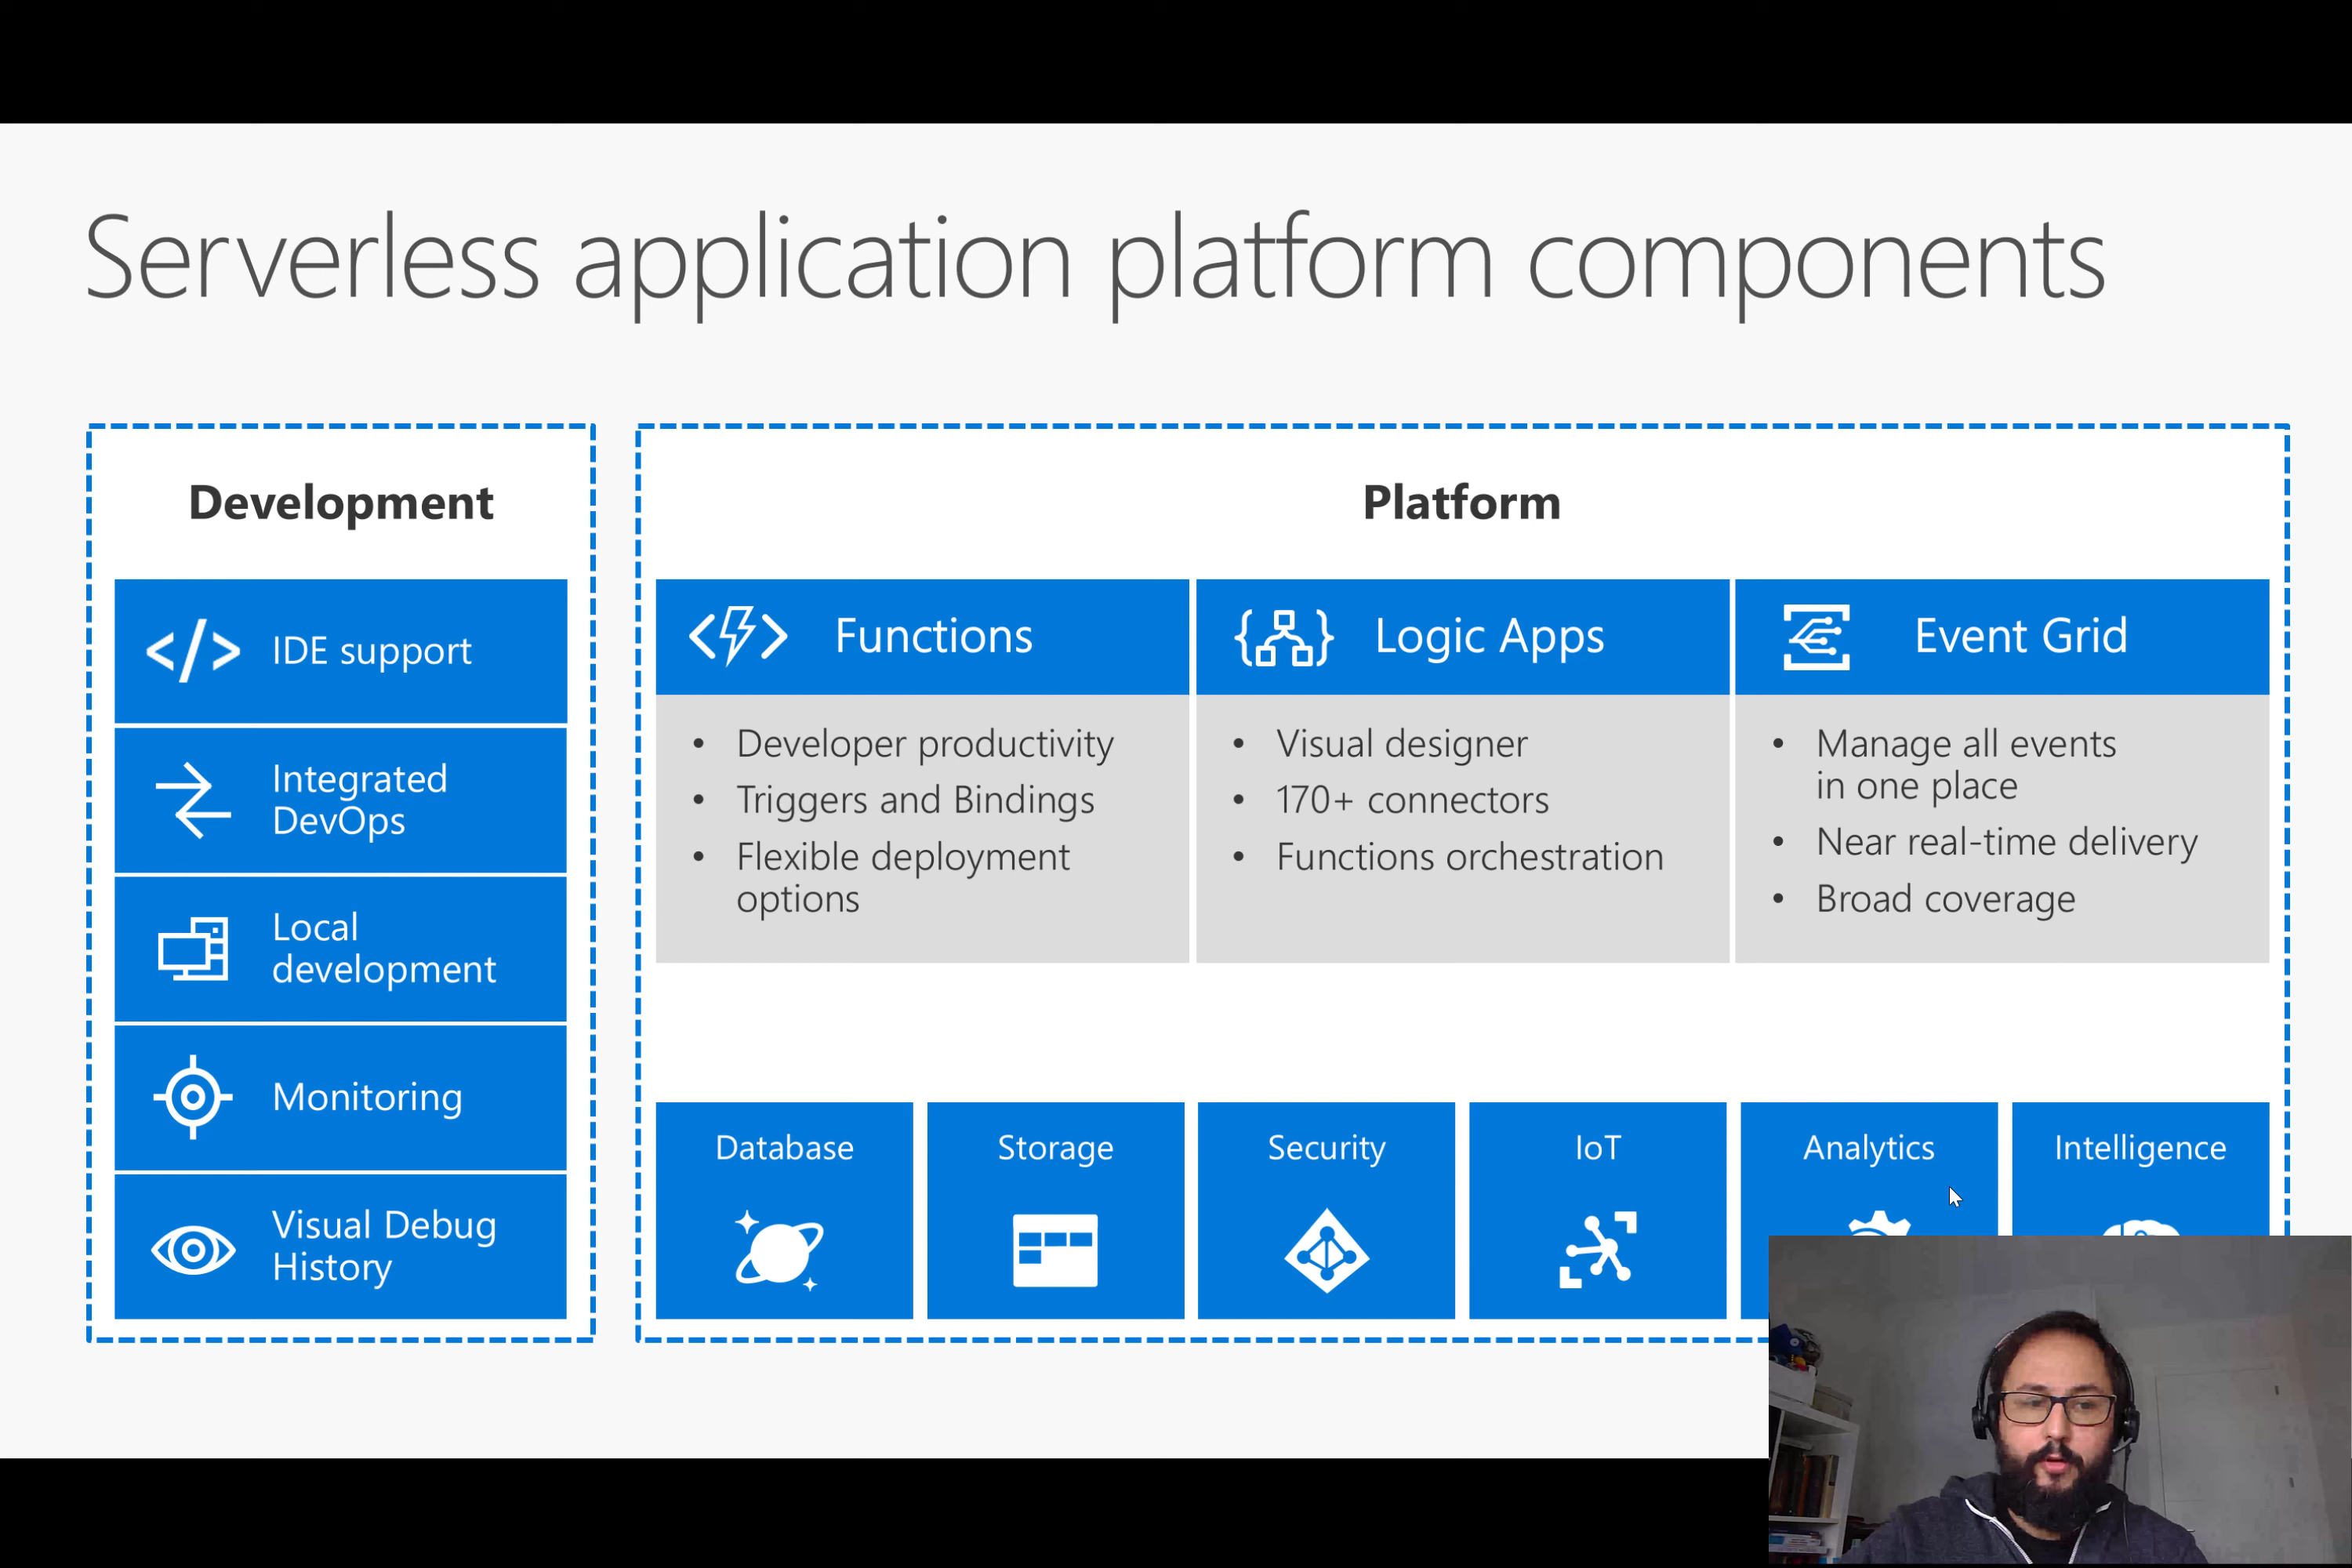 Serverless application platform components
Development
IDE support
Integrated
DevOps
Local
development
Monitoring
Visual Debug
History
Platform
Functions
• Developer productivity
• Triggers and Bindings
• Flexible deployment
options
Logic Apps
• Visual designer
• 170+ connectors
• Functions orchestration
Event Grid
• Manage all events
in one place
• Near real-time delivery
• Broad coverage
Database
Storage
Security
IoT
Analytics
Intelligence